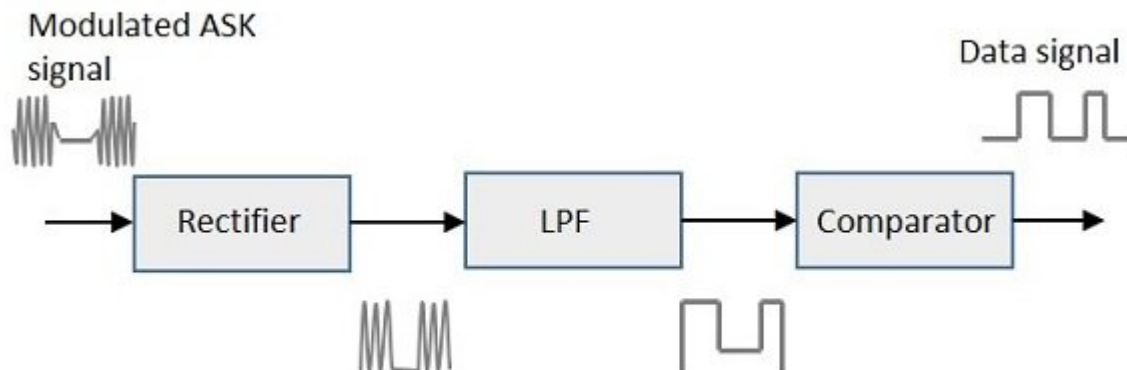 Modulated ASK
signal
Data signal
Rectifier
LPF
Comparator